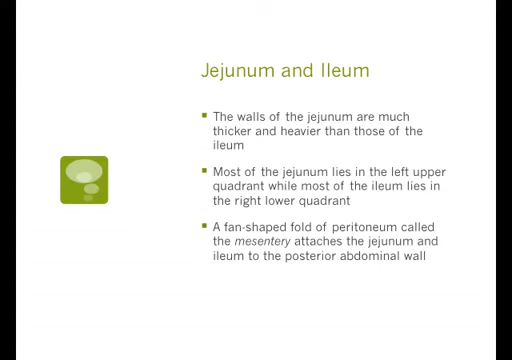 Jejunum and Ileum
▪ The walls of the jejunum are much
thicker and heavier than those of the
ileum
▪ Most of the jejunum lies in the left upper
quadrant while most of the ileum lies in
the right lower quadrant
▪ A fan-shaped fold of peritoneum called
the mesentery attaches the jejunum and
ileum to the posterior abdominal wall